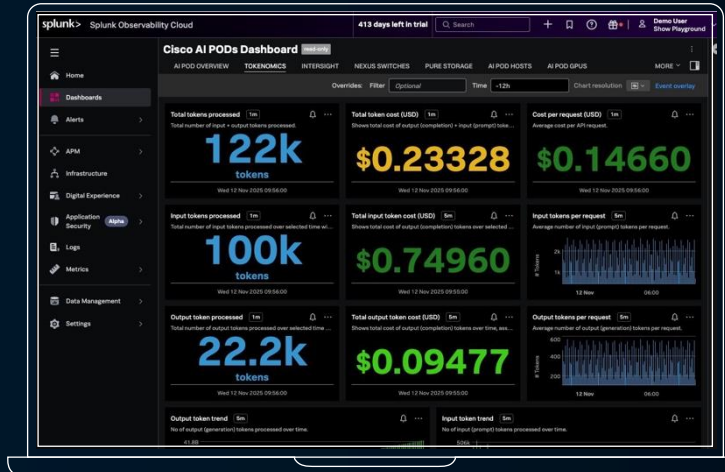 splunk> Splunk Observability Cloud
413 days left in trial
Search
Demo User
Show Playground
Cisco AI PODs Dashboard read-only
AI POD OVERVIEW TOKENOMICS INTERSIGHT NEXUS SWITCHES PURE STORAGE AI POD HOSTS AI POD GPUS MORE
Overrides: Filter Optional Time -12h Chart resolution Event overlay
Home
Dashboards
Alerts
APM
Infrastructure
Digital Experience
Application Security Alpha
Logs
Metrics
Data Management
Settings
Total tokens processed 1m
Total number of input + output tokens processed.
122k
tokens
Wed 12 Nov 2025 09:56:00
Total token cost (USD) 1m
Shows total cost of output (completion) + input (prompt) toke...
$0.23328
Wed 12 Nov 2025 09:56:00
Cost per request (USD) 1m
Average cost per API request.
$0.14660
Wed 12 Nov 2025 09:56:00
Input tokens processed 1m
Total number of input tokens processed over selected time wi...
100k
tokens
Wed 12 Nov 2025 09:56:00
Total input token cost (USD) 5m
Shows total cost of output (completion) tokens over selected ...
$0.74960
Wed 12 Nov 2025 09:56:00
Input tokens per request 5m
Average number of input (prompt) tokens per request.
# Tokens
2k
1k
12 Nov 06:00
Output token processed 1m
Total number of output tokens processed over selected time ...
22.2k
tokens
Wed 12 Nov 2025 09:56:00
Total output token cost (USD) 5m
Shows total cost of output (completion) tokens over time, ass...
$0.09477
Wed 12 Nov 2025 09:55:00
Output tokens per request 5m
Average number of output (generation) tokens per request.
# Tokens
600
400
200
12 Nov 06:00
Output token trend 5m
No of output (generation) tokens processed over time.
41.8B
Input token trend 5m
No of input (prompt) tokens processed over time.
506k